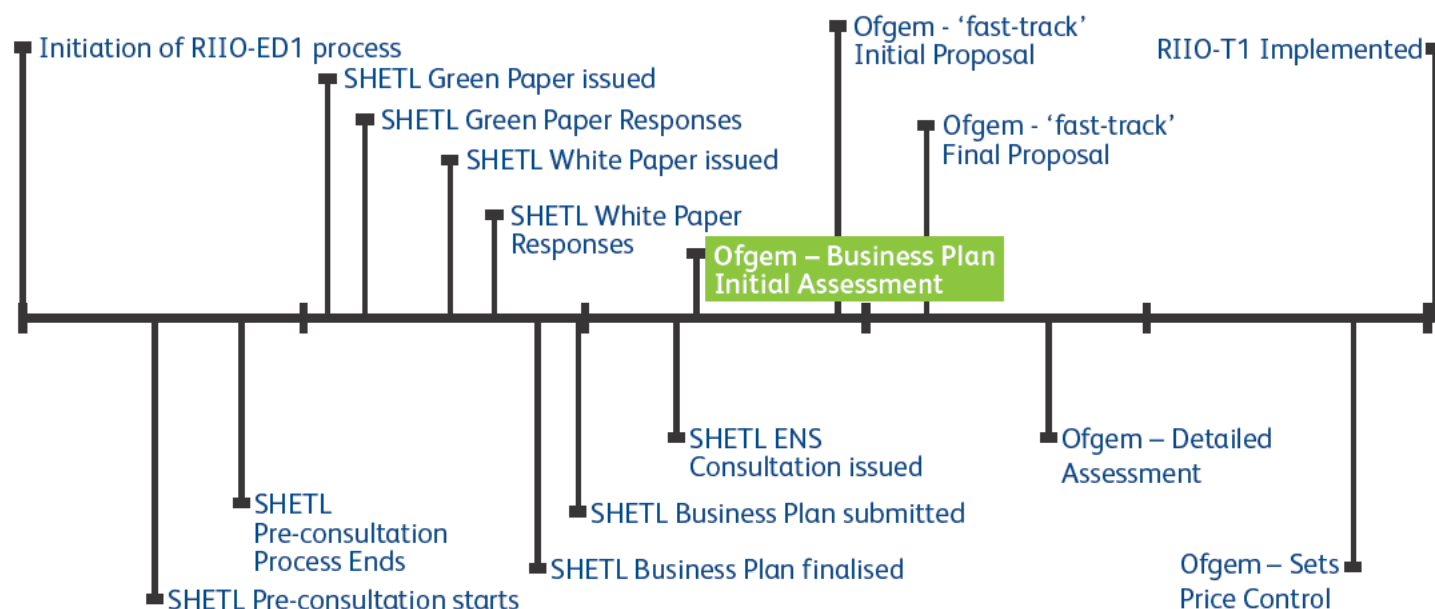 Initiation of RIIO-ED1 process
SHETL Green Paper issued
SHETL Green Paper Responses
SHETL White Paper issued
SHETL White Paper
Responses
Ofgem – Business Plan
Initial Assessment
Ofgem - ‘fast-track’
Initial Proposal
Ofgem - ‘fast-track’
Final Proposal
RIIO-T1 Implemented
SHETL Pre-consultation starts
SHETL
Pre-consultation
Process Ends
SHETL Business Plan finalised
SHETL Business Plan submitted
SHETL ENS
Consultation issued
Ofgem – Detailed
Assessment
Ofgem – Sets
Price Control